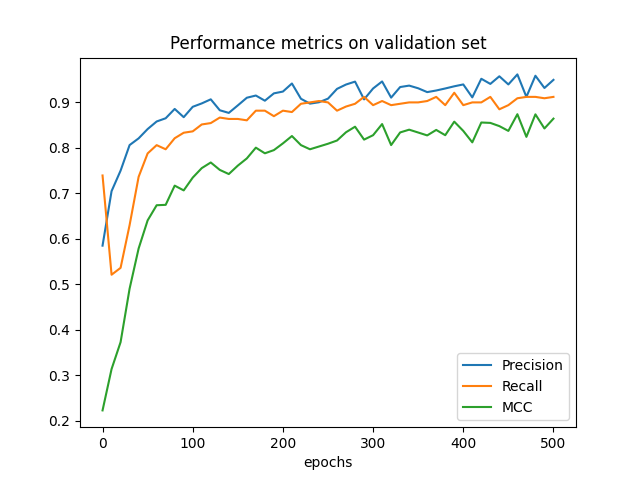 Performance metrics on validation set
0.9
0.8
0.7
0.6
0.5
0.4
0.3
0.2
Precision
Recall
MCC
0 100 200 300 400 500
epochs